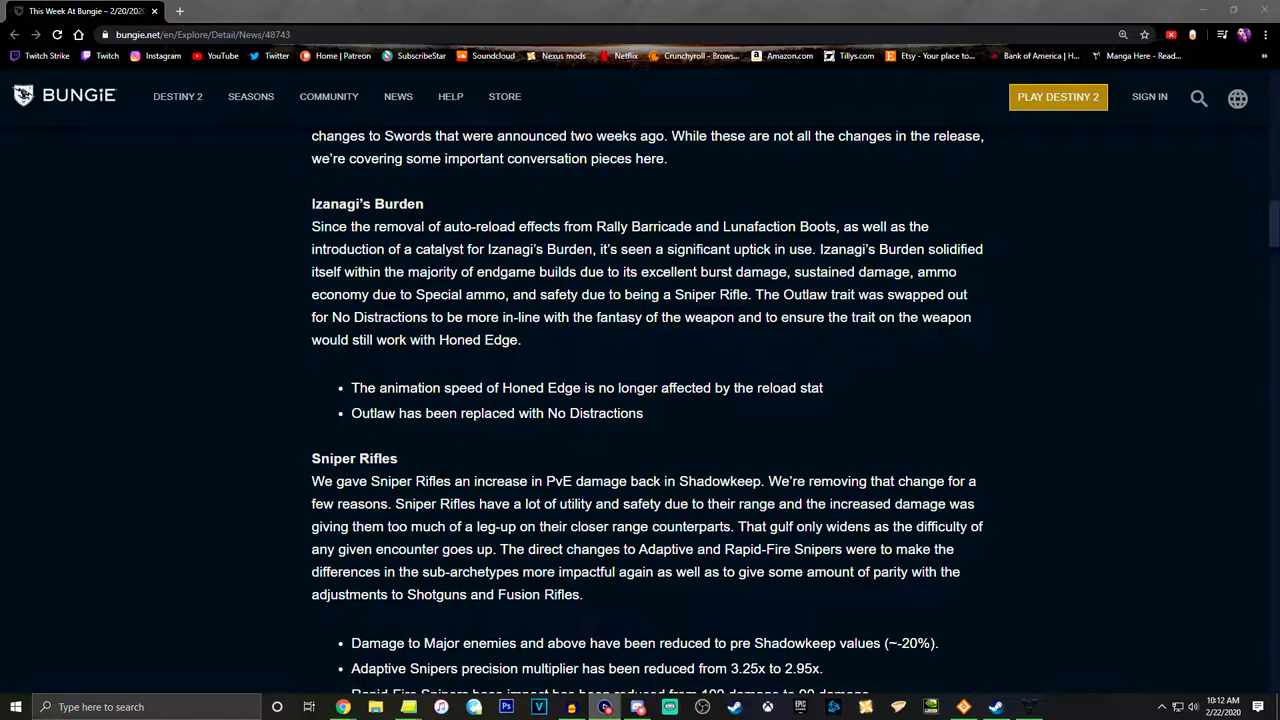 This Week At Bungie – 2/20/2020
bungie.net/en/Explore/Detail/News/48743
Twitch Strike Twitch Instagram YouTube Twitter Home | Patreon SubscribeStar Soundcloud Nexus mods Netflix Crunchyroll - Brows... Amazon.com Tillys.com Etsy - Your place to... Bank of America | H... Manga Here - Read... »
BUNGiE DESTINY 2 SEASONS COMMUNITY NEWS HELP STORE PLAY DESTINY 2 SIGN IN
changes to Swords that were announced two weeks ago. While these are not all the changes in the release,
we're covering some important conversation pieces here.
Izanagi's Burden
Since the removal of auto-reload effects from Rally Barricade and Lunafaction Boots, as well as the
introduction of a catalyst for Izanagi's Burden, it's seen a significant uptick in use. Izanagi's Burden solidified
itself within the majority of endgame builds due to its excellent burst damage, sustained damage, ammo
economy due to Special ammo, and safety due to being a Sniper Rifle. The Outlaw trait was swapped out
for No Distractions to be more in-line with the fantasy of the weapon and to ensure the trait on the weapon
would still work with Honed Edge.
• The animation speed of Honed Edge is no longer affected by the reload stat
• Outlaw has been replaced with No Distractions
Sniper Rifles
We gave Sniper Rifles an increase in PvE damage back in Shadowkeep. We're removing that change for a
few reasons. Sniper Rifles have a lot of utility and safety due to their range and the increased damage was
giving them too much of a leg-up on their closer range counterparts. That gulf only widens as the difficulty of
any given encounter goes up. The direct changes to Adaptive and Rapid-Fire Snipers were to make the
differences in the sub-archetypes more impactful again as well as to give some amount of parity with the
adjustments to Shotguns and Fusion Rifles.
• Damage to Major enemies and above have been reduced to pre Shadowkeep values (~-20%).
• Adaptive Snipers precision multiplier has been reduced from 3.25x to 2.95x.
Rapid-Fire Snipers base impact has been reduced from 100 damage to 90 damage
Type here to search
10:12 AM
2/22/2020